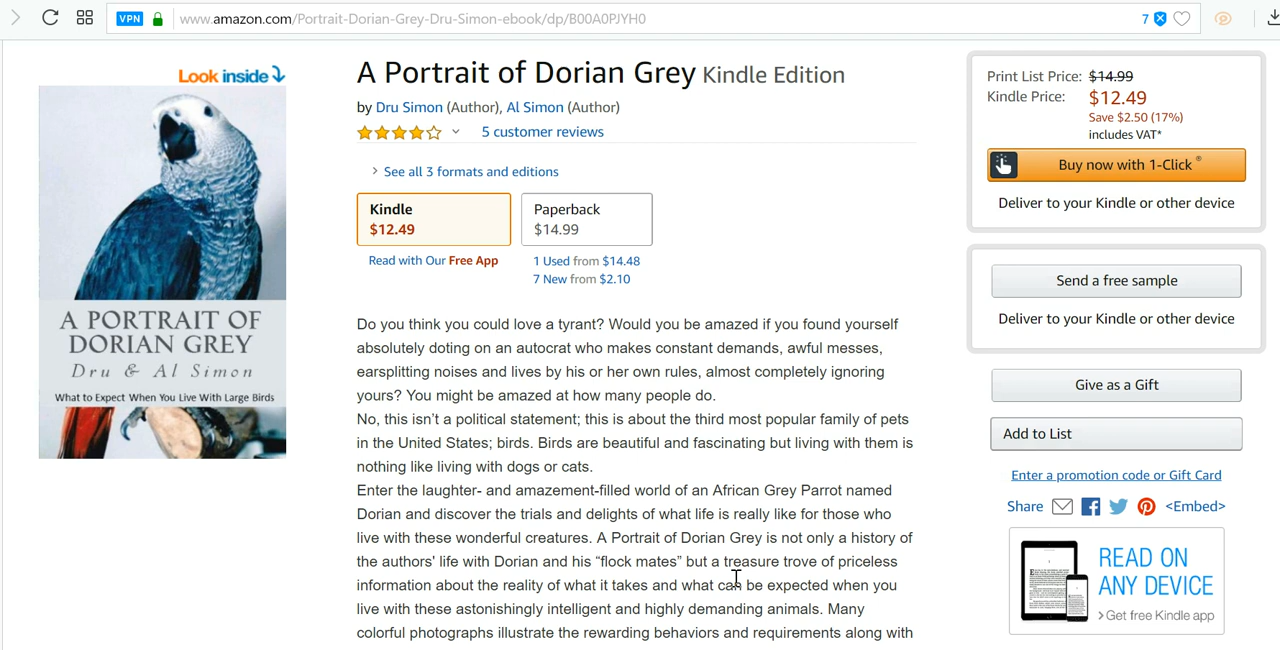 VPN
www.amazon.com/Portrait-Dorian-Grey-Dru-Simon-ebook/dp/B00A0PJYH0
7
Look inside
A PORTRAIT OF
DORIAN GREY
Dru & Al Simon
What to Expect When You Live With Large Birds
A Portrait of Dorian Grey Kindle Edition
by Dru Simon (Author), Al Simon (Author)
5 customer reviews
See all 3 formats and editions
Kindle
$12.49
Paperback
$14.99
Read with Our Free App
1 Used from $14.48
7 New from $2.10
Do you think you could love a tyrant? Would you be amazed if you found yourself
absolutely doting on an autocrat who makes constant demands, awful messes,
earsplitting noises and lives by his or her own rules, almost completely ignoring
yours? You might be amazed at how many people do.
No, this isn’t a political statement; this is about the third most popular family of pets
in the United States; birds. Birds are beautiful and fascinating but living with them is
nothing like living with dogs or cats.
Enter the laughter- and amazement-filled world of an African Grey Parrot named
Dorian and discover the trials and delights of what life is really like for those who
live with these wonderful creatures. A Portrait of Dorian Grey is not only a history of
the authors' life with Dorian and his “flock mates” but a treasure trove of priceless
information about the reality of what it takes and what can be expected when you
live with these astonishingly intelligent and highly demanding animals. Many
colorful photographs illustrate the rewarding behaviors and requirements along with
Print List Price: $14.99
Kindle Price: $12.49
Save $2.50 (17%)
includes VAT*
Buy now with 1-Click ®
Deliver to your Kindle or other device
Send a free sample
Deliver to your Kindle or other device
Give as a Gift
Add to List
Enter a promotion code or Gift Card
Share <Embed>
READ ON
ANY DEVICE
Get free Kindle app